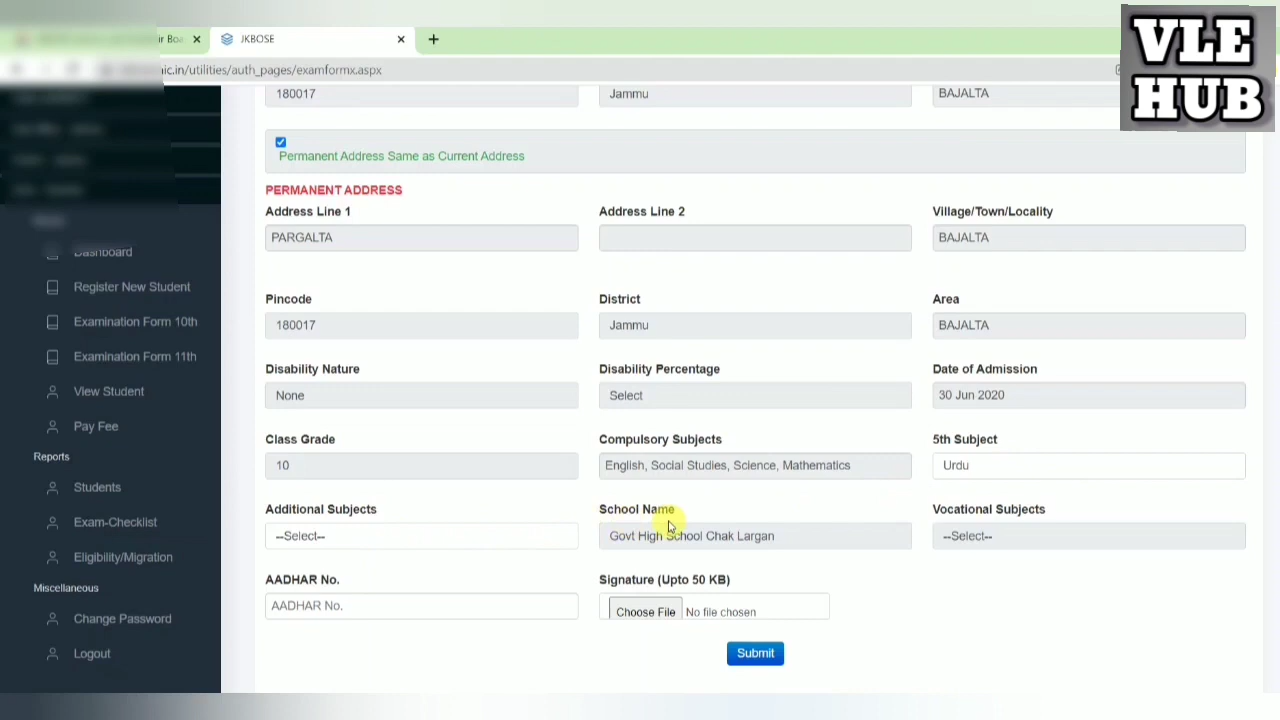 VLE
HUB
ir Boa
JKBOSE
nic.in/utilities/auth_pages/examformx.aspx
180017
Jammu
BAJALTA
Permanent Address Same as Current Address
PERMANENT ADDRESS
Address Line 1
Address Line 2
Village/Town/Locality
PARGALTA
BAJALTA
Pincode
District
Area
180017
Jammu
BAJALTA
Disability Nature
Disability Percentage
Date of Admission
None
Select
30 Jun 2020
Class Grade
Compulsory Subjects
5th Subject
10
English, Social Studies, Science, Mathematics
Urdu
Additional Subjects
School Name
Vocational Subjects
--Select--
Govt High School Chak Largan
--Select--
AADHAR No.
Signature (Upto 50 KB)
AADHAR No.
Choose File No file chosen
Submit
Dashboard
Register New Student
Examination Form 10th
Examination Form 11th
View Student
Pay Fee
Reports
Students
Exam-Checklist
Eligibility/Migration
Miscellaneous
Change Password
Logout